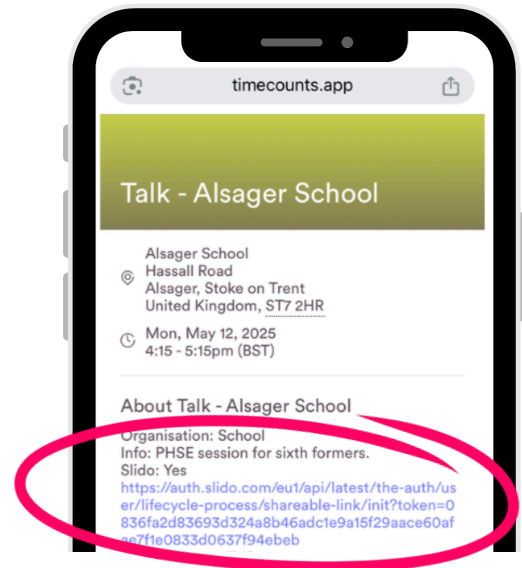 timecounts.app
Talk - Alsager School
Alsager School
Hassall Road
Alsager, Stoke on Trent
United Kingdom, ST7 2HR
Mon, May 12, 2025
4:15 - 5:15pm (BST)
About Talk - Alsager School
Organisation: School
Info: PHSE session for sixth formers.
Slido: Yes
https://auth.slido.com/eu1/api/latest/the-auth/us
er/lifecycle-process/shareable-link/init?token=0
836fa2d83693d324a8b46adc1e9a15f29aace60af
ae7f1e0833d0637f94ebeb